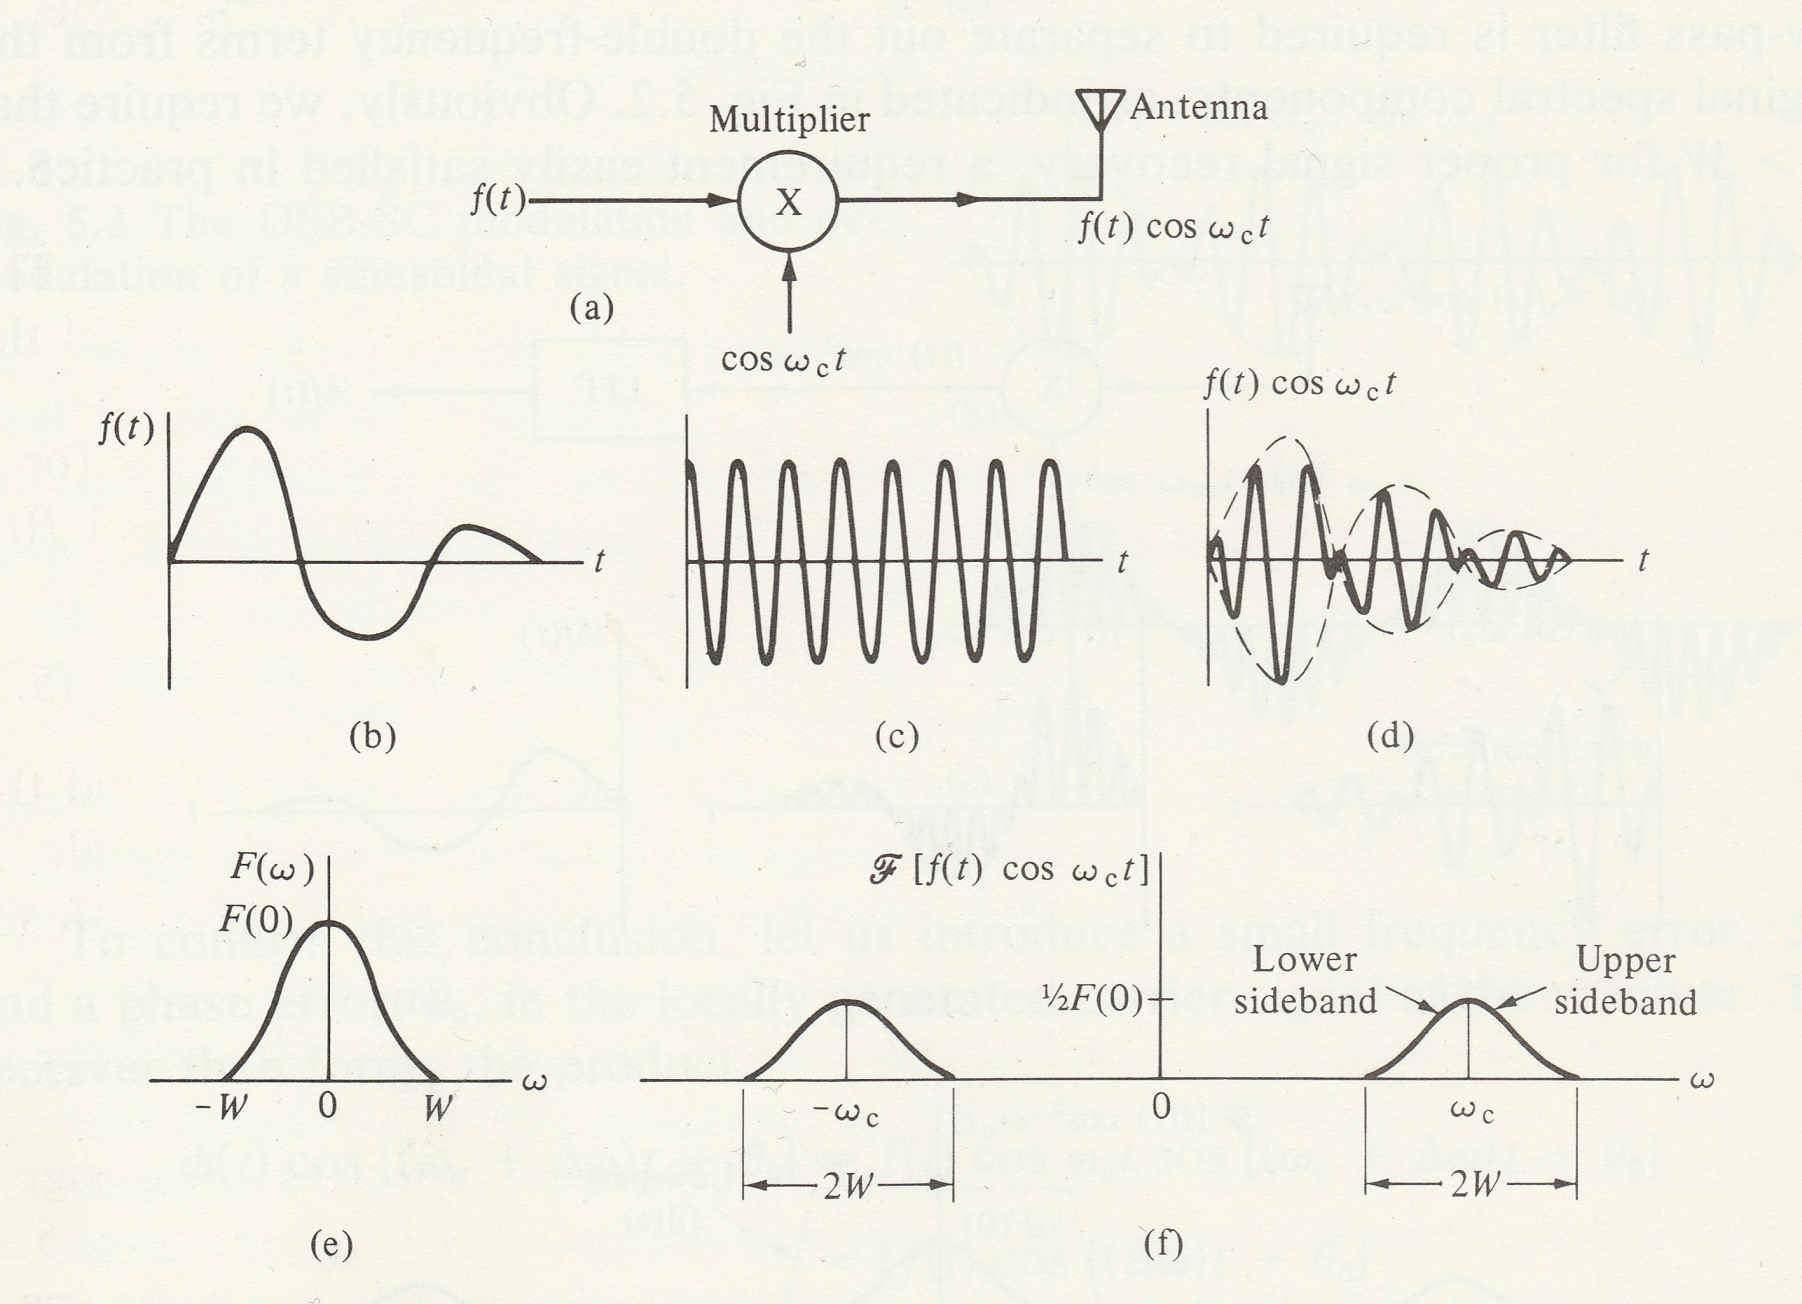 Multiplier
Antenna
f(t)
X
f(t) cos ω_c t
(a)
cos ω_c t
f(t)
t
(b)
t
(c)
f(t) cos ω_c t
t
(d)
F(ω)
F(0)
-W 0 W
ω
(e)
ℱ [f(t) cos ω_c t]
½F(0)
Lower
sideband
Upper
sideband
-ω_c 0 ω_c
ω
2W 2W
(f)